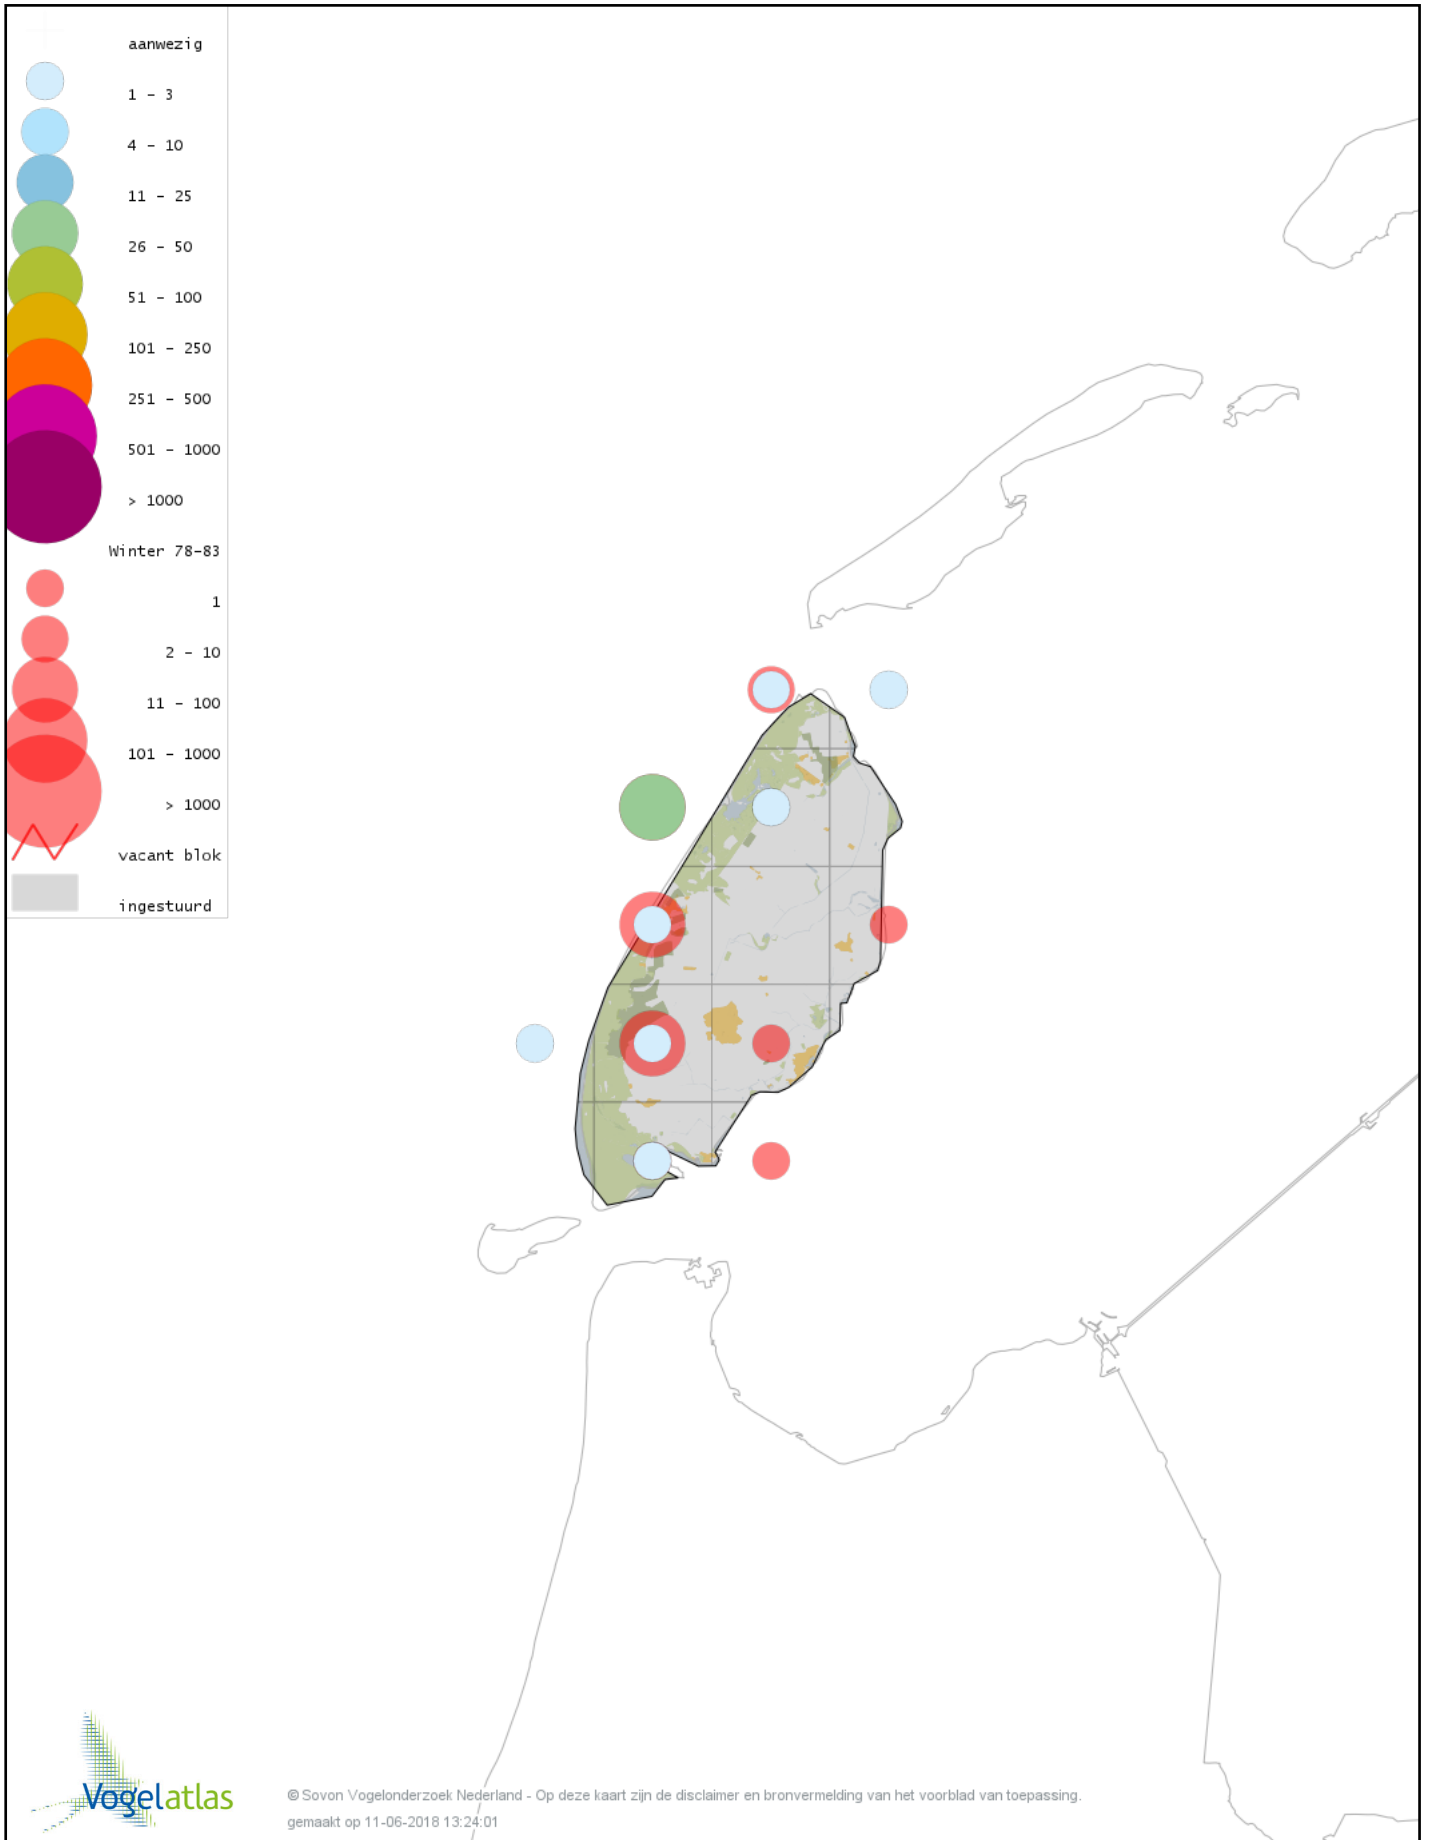 aanwezig
1 - 3
4 - 10
11 - 25
26 - 50
51 - 100
101 - 250
251 - 500
501 - 1000
> 1000
Winter 78-83
1
2 - 10
11 - 100
101 - 1000
> 1000
vacant blok
ingestuurd
Vogelatlas
© Sovon Vogelonderzoek Nederland - Op deze kaart zijn de disclaimer en bronvermelding van het voorblad van toepassing.
gemaakt op 11-06-2018 13:24:01